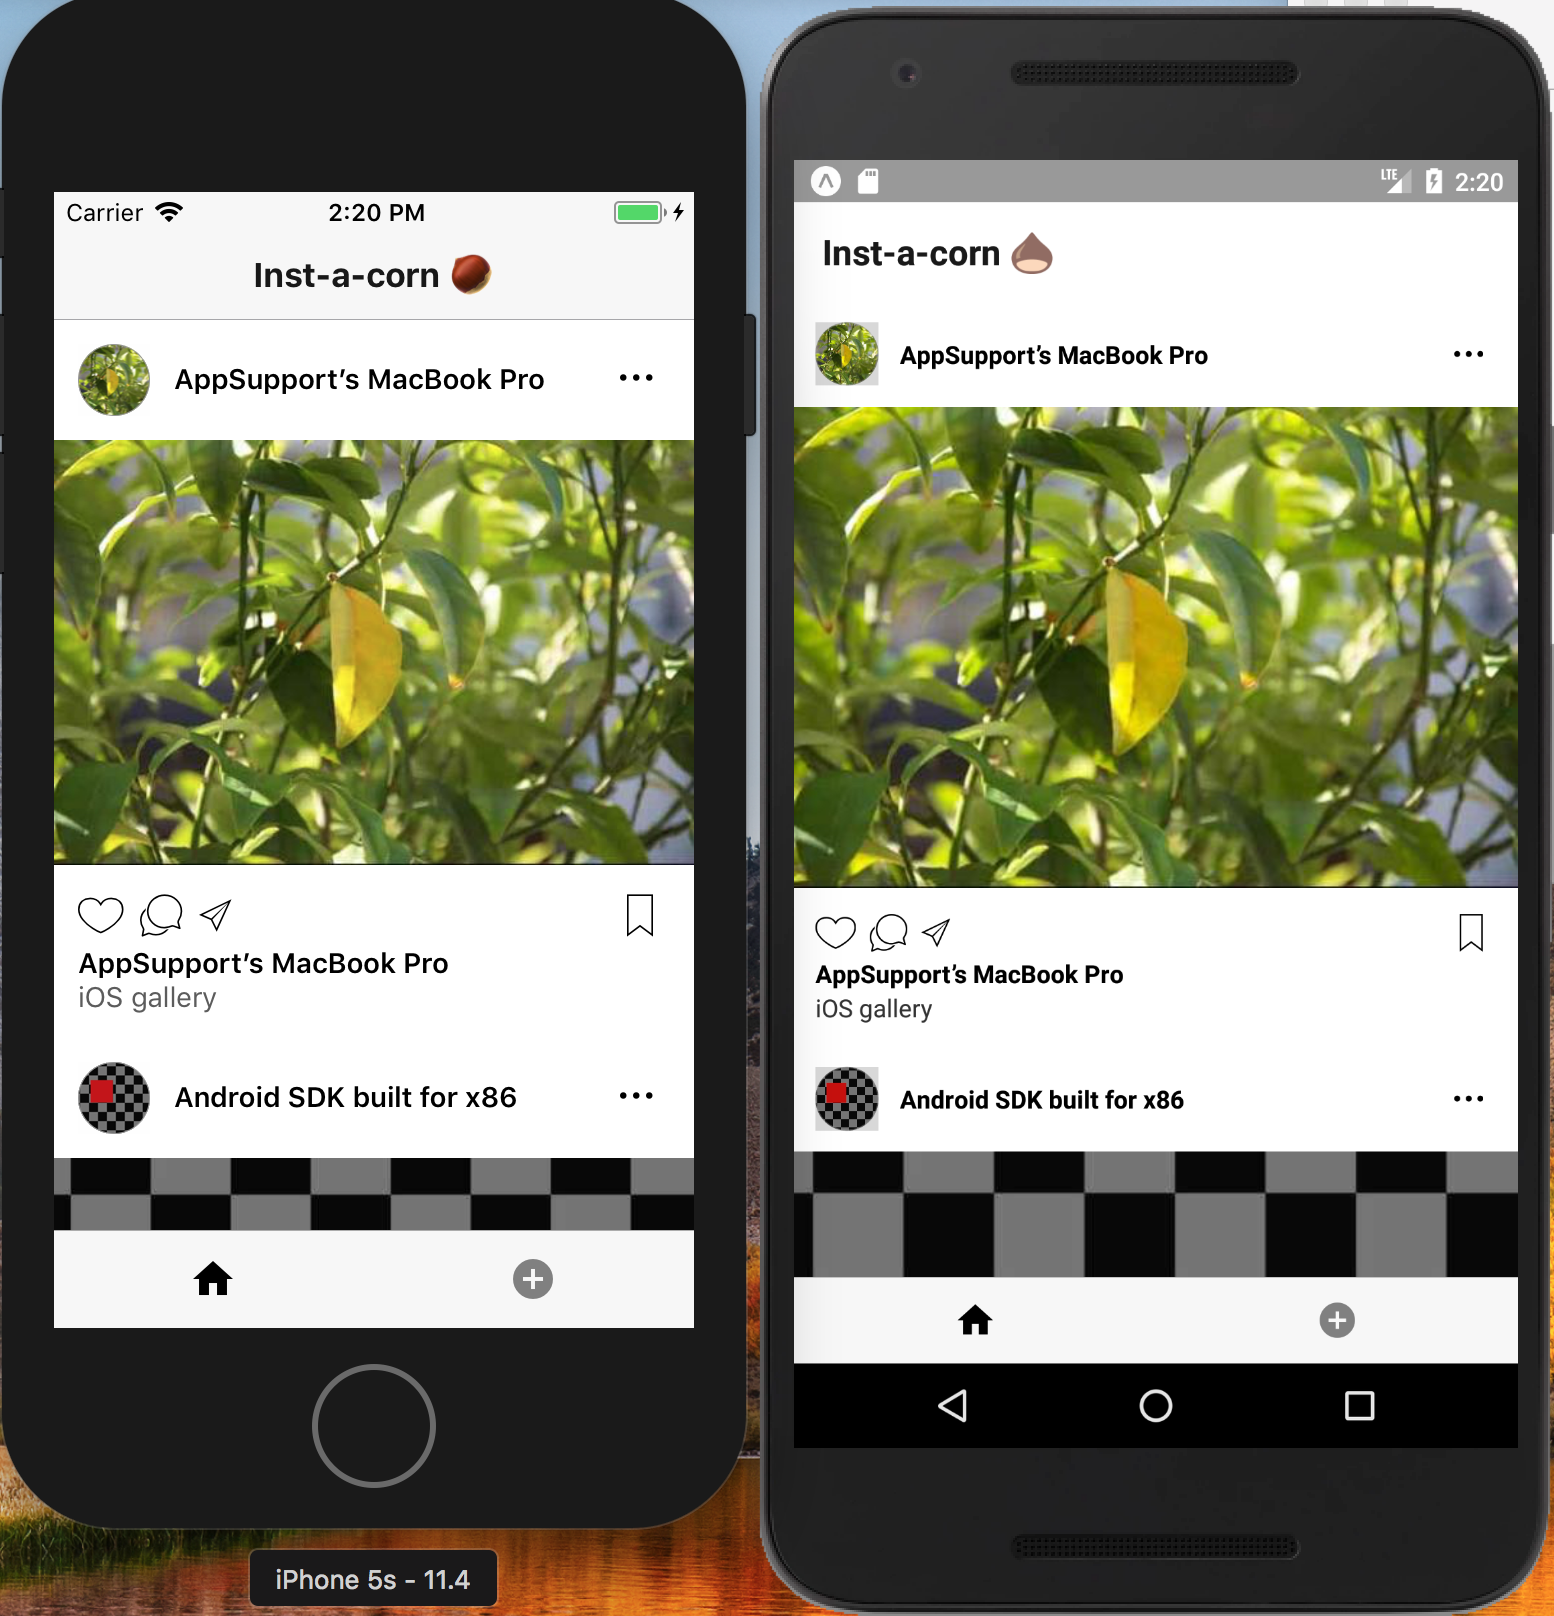 Carrier 2:20 PM
Inst-a-corn 🌰
AppSupport’s MacBook Pro
AppSupport’s MacBook Pro
iOS gallery
Android SDK built for x86
iPhone 5s - 11.4
LTE 2:20
Inst-a-corn 🌰
AppSupport’s MacBook Pro
AppSupport’s MacBook Pro
iOS gallery
Android SDK built for x86